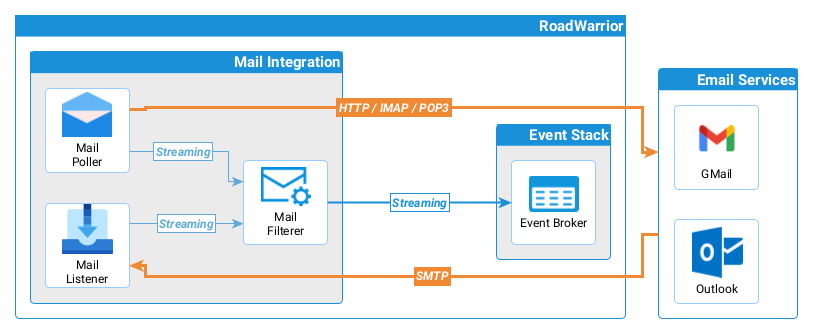 RoadWarrior
Mail Integration
Email Services
HTTP / IMAP / POP3
Mail
Poller
Event Stack
GMail
Streaming
Mail
Filterer
Streaming
Event Broker
Streaming
Mail
Listener
SMTP
Outlook